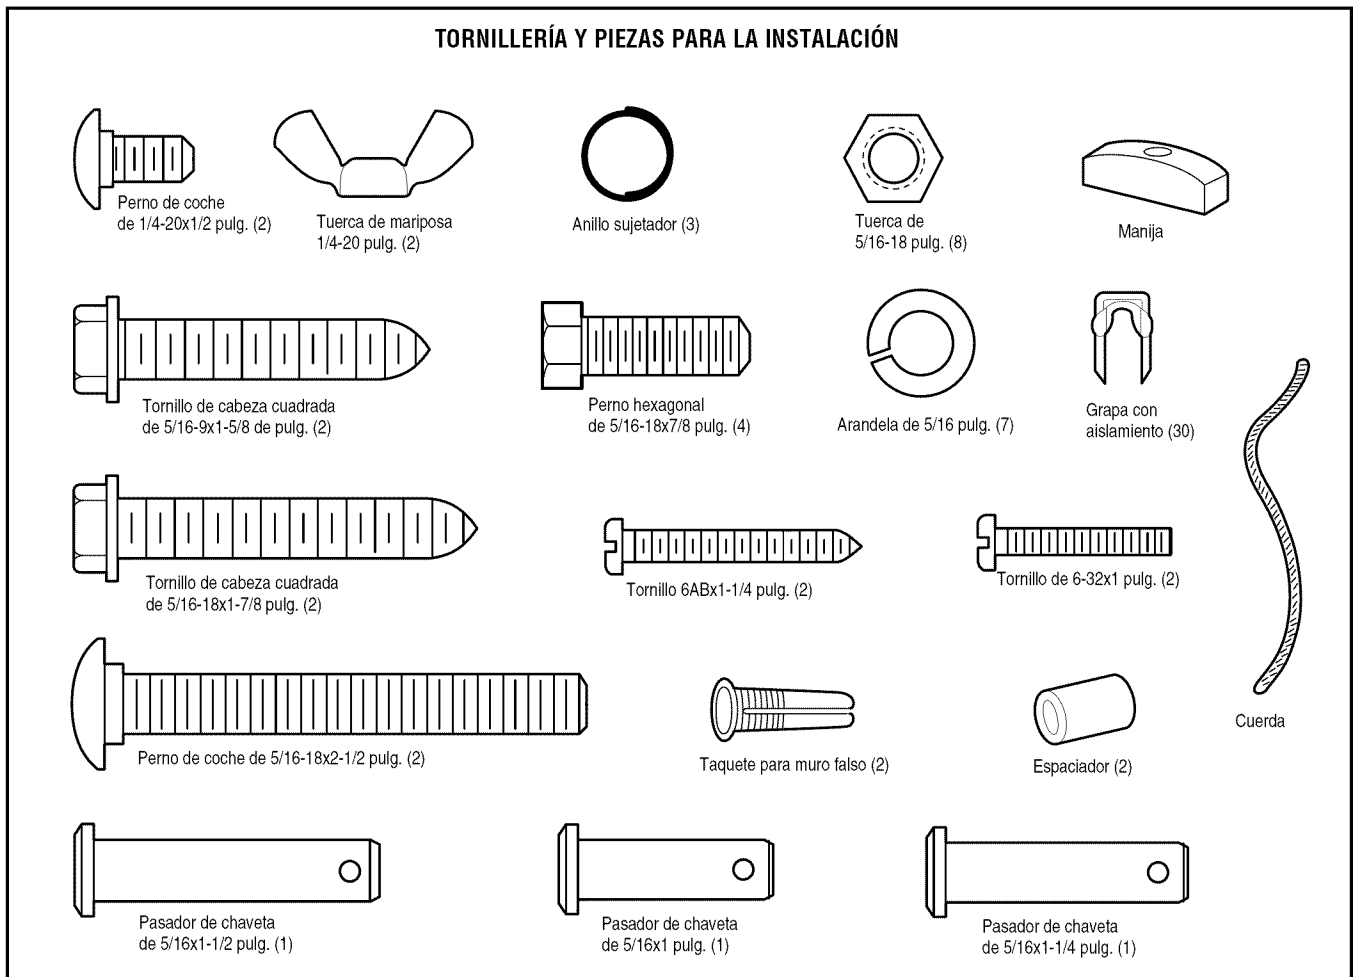 TORNILLERÍA Y PIEZAS PARA LA INSTALACIÓN
Perno de coche
de 1/4-20x1/2 pulg. (2)
Tuerca de mariposa
1/4-20 pulg. (2)
Anillo sujetador (3)
Tuerca de
5/16-18 pulg. (8)
Manija
Tornillo de cabeza cuadrada
de 5/16-9x1-5/8 de pulg. (2)
Perno hexagonal
de 5/16-18x7/8 pulg. (4)
Arandela de 5/16 pulg. (7)
Grapa con
aislamiento (30)
Tornillo de cabeza cuadrada
de 5/16-18x1-7/8 pulg. (2)
Tornillo 6ABx1-1/4 pulg. (2)
Tornillo de 6-32x1 pulg. (2)
Cuerda
Perno de coche de 5/16-18x2-1/2 pulg. (2)
Taquete para muro falso (2)
Espaciador (2)
Pasador de chaveta
de 5/16x1-1/2 pulg. (1)
Pasador de chaveta
de 5/16x1 pulg. (1)
Pasador de chaveta
de 5/16x1-1/4 pulg. (1)